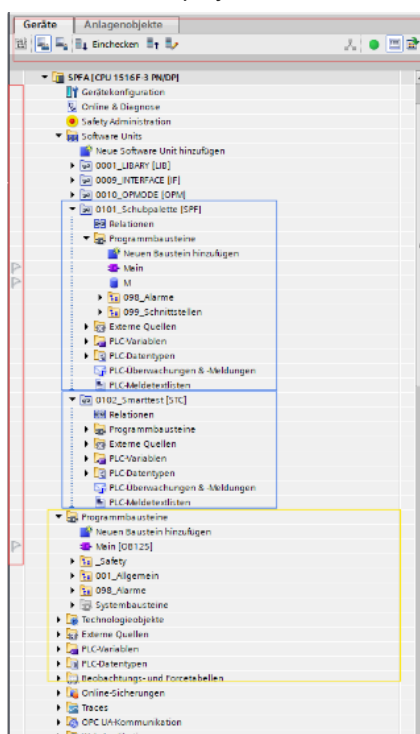 Geräte Anlagenobjekte
Einchecken
SPFA [CPU 1516F-3 PN/DP]
Gerätekonfiguration
Online & Diagnose
Safety Administration
Software Units
Neue Software Unit hinzufügen
0001_LIBARY [LIB]
0009_INTERFACE [IF]
0010_OPMODE [OPM]
0101_Schubpalette [SPF]
Relationen
Programmbausteine
Neuen Baustein hinzufügen
Main
M
098_Alarme
099_Schnittstellen
Externe Quellen
PLC-Variablen
PLC-Datentypen
PLC-Überwachungen & -Meldungen
PLC-Meldetextlisten
0102_Smarttest [STC]
Relationen
Programmbausteine
Externe Quellen
PLC-Variablen
PLC-Datentypen
PLC-Überwachungen & -Meldungen
PLC-Meldetextlisten
Programmbausteine
Neuen Baustein hinzufügen
Main [OB125]
_Safety
001_Allgemein
098_Alarme
Systembausteine
Technologieobjekte
Externe Quellen
PLC-Variablen
PLC-Datentypen
Beobachtungs- und Forcetabellen
Online-Sicherungen
Traces
OPC UA-Kommunikation